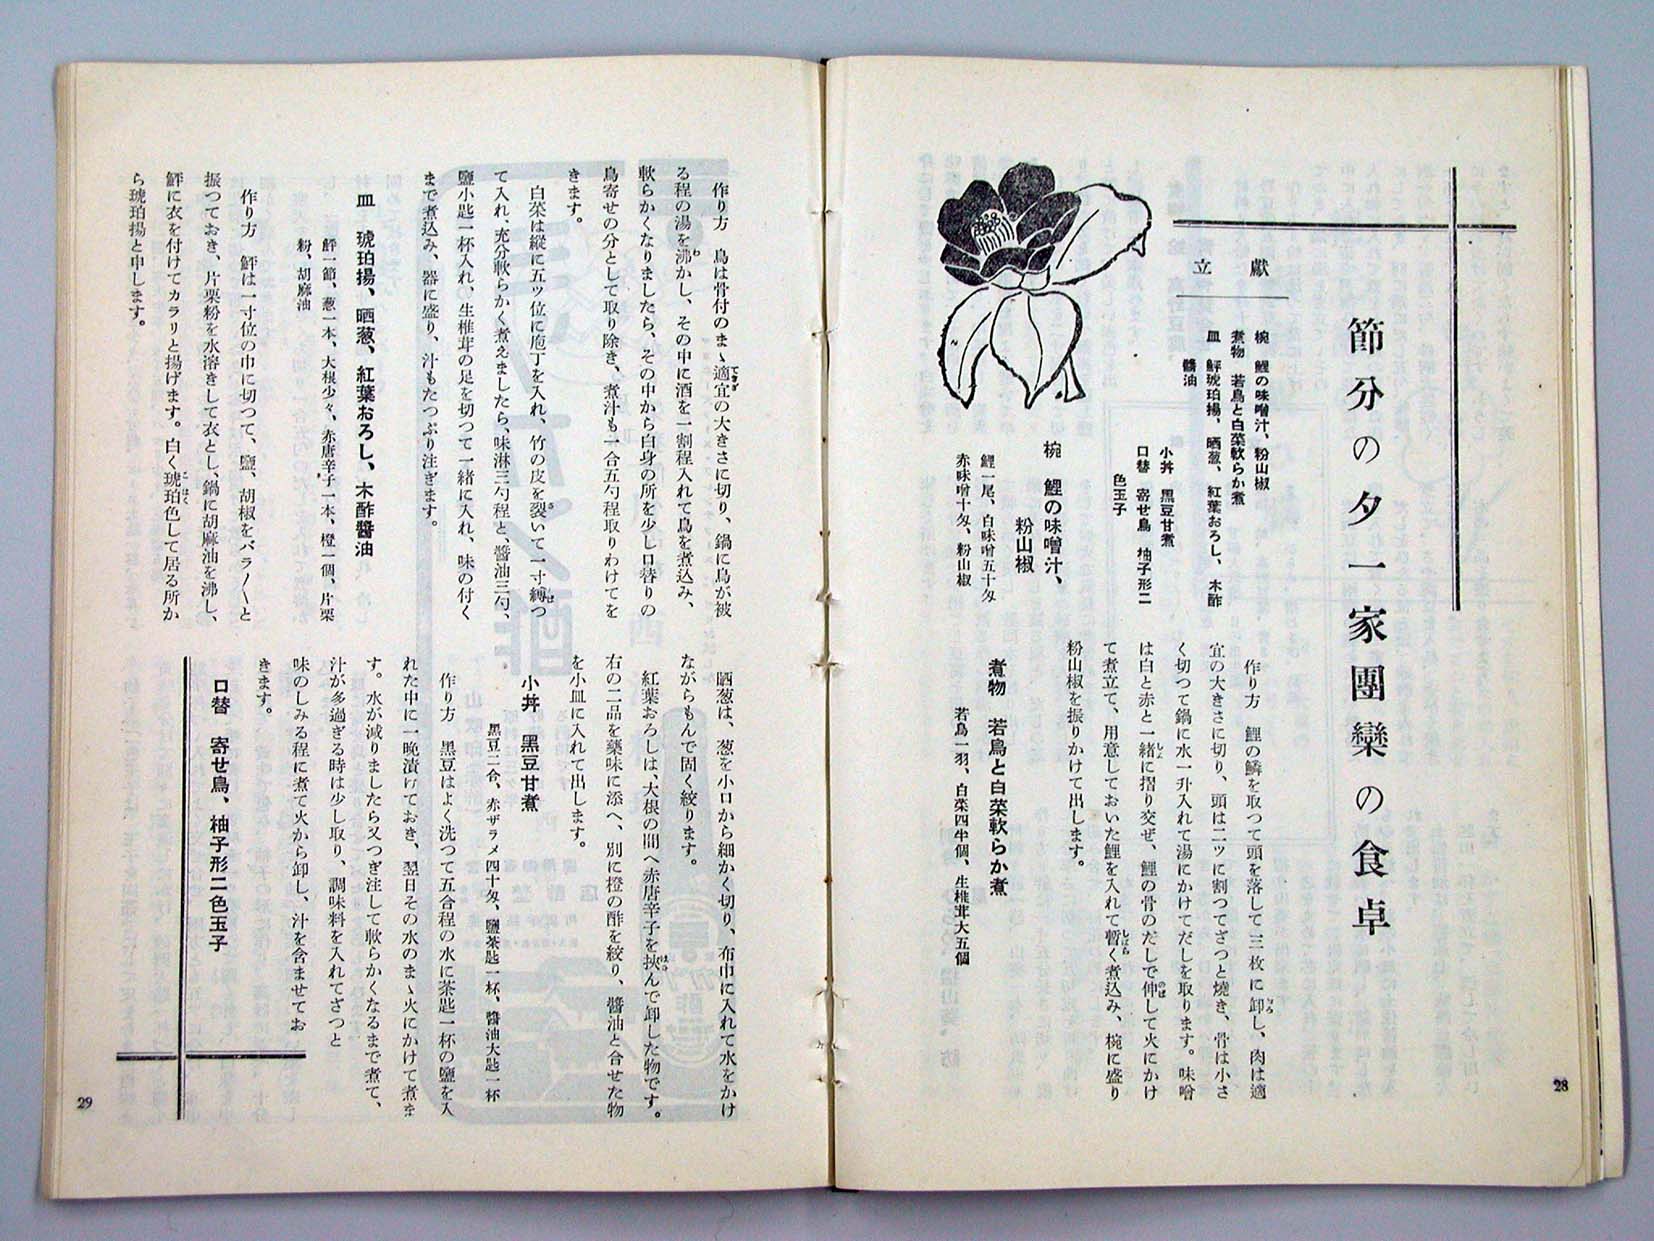 節分の夕一家團欒の食卓
献立
椀　鯉の味噌汁、粉山椒
煮物　若鳥と白菜軟らか煮
皿　鮃琥珀揚、晒葱、紅葉おろし、木酢
醬油
小丼　黒豆甘煮
口替　寄せ鳥　柚子形二
色玉子
椀　鯉の味噌汁、
粉山椒
鯉一尾、白味噌五十匁
赤味噌十匁、粉山椒
作り方　鯉の鱗を取つて頭を落して三枚に卸し、肉は適
宜の大きさに切り、頭は二ツに割つてざつと燒き、骨は小さ
く切つて鍋に水一升入れて湯にかけてだしを取ります。味噌
は白と赤と一緒に摺り交ぜ、鯉の骨のだしで伸して火にかけ
て煮立て、用意しておいた鯉を入れて暫く煮込み、椀に盛り
粉山椒を振りかけて出します。
煮物　若鳥と白菜軟らか煮
若鳥一羽、白菜四半個、生椎茸大五個
28
作り方　鳥は骨付のまゝ適宜の大きさに切り、鍋に鳥が被
る程の湯を沸かし、その中に酒を一割程入れて鳥を煮込み、
軟らかくなりましたら、その中から白身の所を少し口替りの
鳥寄せの分として取り除き、煮汁も一合五勺程取りわけてを
きます。
白菜は縱に五ッ位に庖丁を入れ、竹の皮を裂いて一寸縛つ
て入れ、充分軟らかく煮えましたら、味淋三勺程と、醬油三勺、
鹽小匙一杯入れ、生椎茸の足を切つて一緒に入れ、味の付く
まで煮込み、器に盛り、汁もたつぷり注ぎます。
皿　琥珀揚、晒葱、紅葉おろし、木酢醬油
鮃一節、葱一本、大根少々、赤唐辛子一本、橙一個、片栗
粉、胡麻油
作り方　鮃は一寸位の巾に切つて、鹽、胡椒をバラ〳〵と
振つておき、片栗粉を水溶きして衣とし、鍋に胡麻油を沸し、
鮃に衣を付けてカラリと揚げます。白く琥珀色して居る所か
ら琥珀揚と申します。
晒葱は、葱を小口から細かく切り、布巾に入れて水をかけ
ながらもんで固く絞ります。
紅葉おろしは、大根の間へ赤唐辛子を挾んで卸した物です。
右の二品を藥味に添へ、別に橙の酢を絞り、醬油と合せた物
を小皿に入れて出します。
小丼　黒豆甘煮
黒豆二合、赤ザラメ四十匁、鹽茶匙一杯、醬油大匙一杯
作り方　黒豆はよく洗つて五合程の水に茶匙一杯の鹽を入
れた中に一晩漬けておき、翌日その水のまゝ火にかけて煮ま
す。水が減りましたら又つぎ注して軟らかくなるまで煮て、
汁が多過ぎる時は少し取り、調味料を入れてざつと
味のしみる程に煮て火から卸し、汁を含ませてお
きます。
口替　寄せ鳥、柚子形二色玉子
29